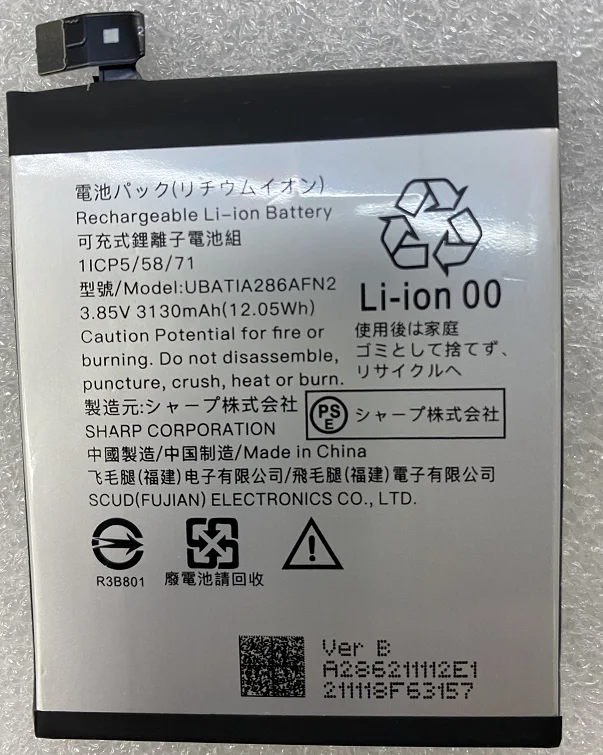 2
電池パック(リチウムイオン)
Rechargeable Li-ion Battery
可充式鋰離子電池組
1ICP5/58/71
型號/Model:UBATIA286AFN2
3.85V 3130mAh(12.05Wh)
Caution Potential for fire or
burning. Do not disassemble,
puncture, crush, heat or burn.
Li-ion 00
使用後は家庭
ゴミとして捨てず、
リサイクルへ
製造元:シャープ株式会社
SHARP CORPORATION
PS
E
シャープ株式会社
中國製造/中国制造/Made in China
飞毛腿(福建)电子有限公司/飛毛腿(福建)電子有限公司
SCUD(FUJIAN) ELECTRONICS CO., LTD.
R3B801
廢電池請回收
Ver B
A286211112E1
211118F63157